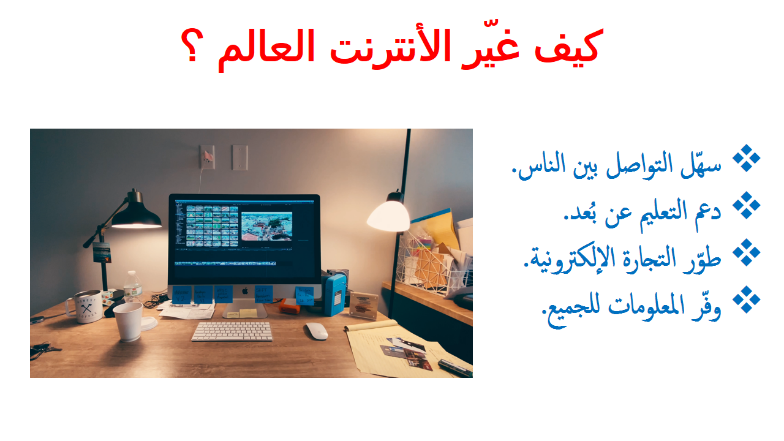 كيف غيّر الأنترنت العالم ؟
سهّل التواصل بين الناس.
دعم التعليم عن بُعد.
طوّر التجارة الإلكترونية.
وفّر المعلومات للجميع.